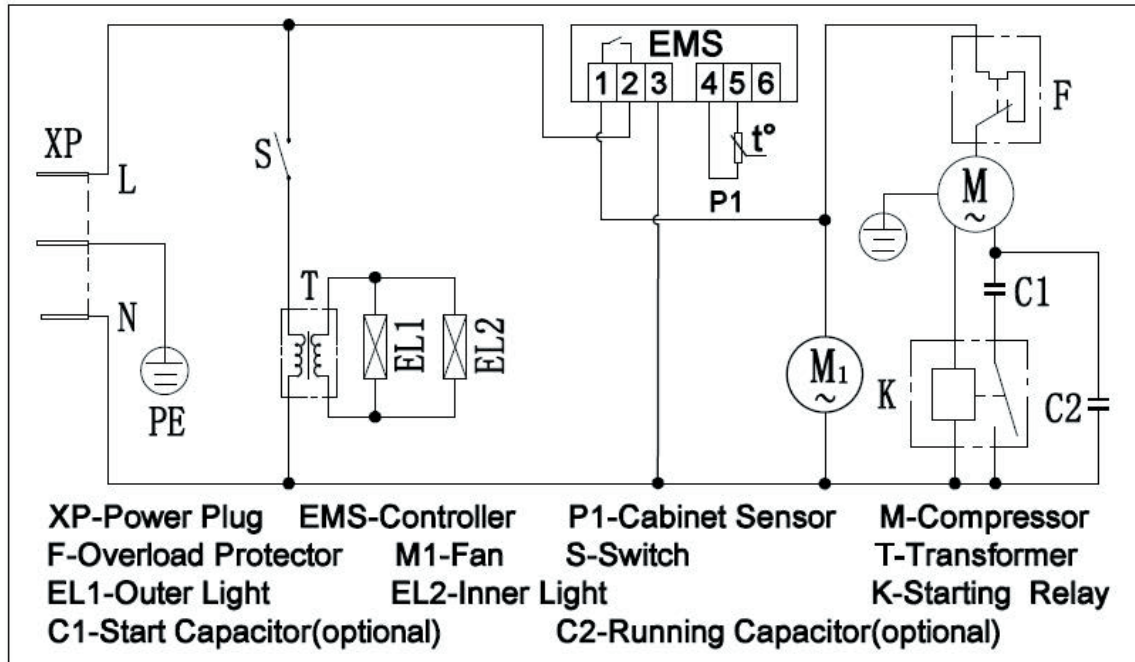 EMS
1 2 3 4 5 6
F
XP
L
S
t°
P1
M
~
T
C1
N
EL1
EL2
M1
~
K
C2
PE
XP-Power Plug EMS-Controller P1-Cabinet Sensor M-Compressor
F-Overload Protector M1-Fan S-Switch T-Transformer
EL1-Outer Light EL2-Inner Light K-Starting Relay
C1-Start Capacitor(optional) C2-Running Capacitor(optional)